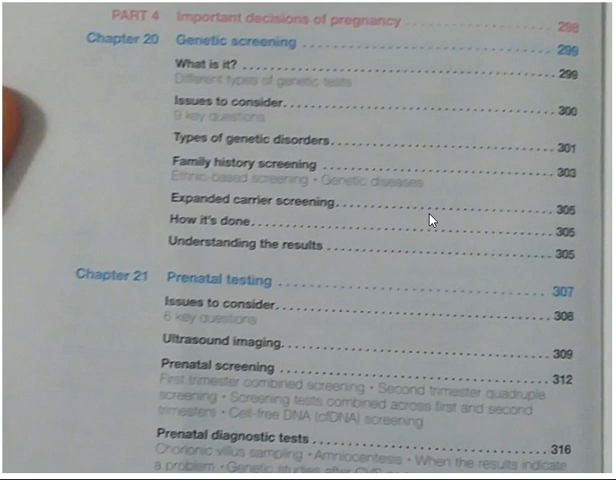 PART 4 Important decisions of pregnancy ........................ 298
Chapter 20 Genetic screening ........................................ 299
What is it? ........................................ 299
Different types of genetic tests
Issues to consider........................................ 300
9 key questions
Types of genetic disorders........................................ 301
Family history screening ........................................ 303
Ethnic-based screening • Genetic diseases
Expanded carrier screening........................................ 305
How it's done........................................ 305
Understanding the results ........................................ 305
Chapter 21 Prenatal testing ........................................ 307
Issues to consider........................................ 308
6 key questions
Ultrasound imaging........................................ 309
Prenatal screening ........................................ 312
First trimester combined screening • Second trimester quadruple
screening • Screening tests combined across first and second
trimesters • Cell-free DNA (cfDNA) screening
Prenatal diagnostic tests ........................................ 316
Chorionic villus sampling • Amniocentesis • When the results indicate
a problem • Genetic studies after CVS